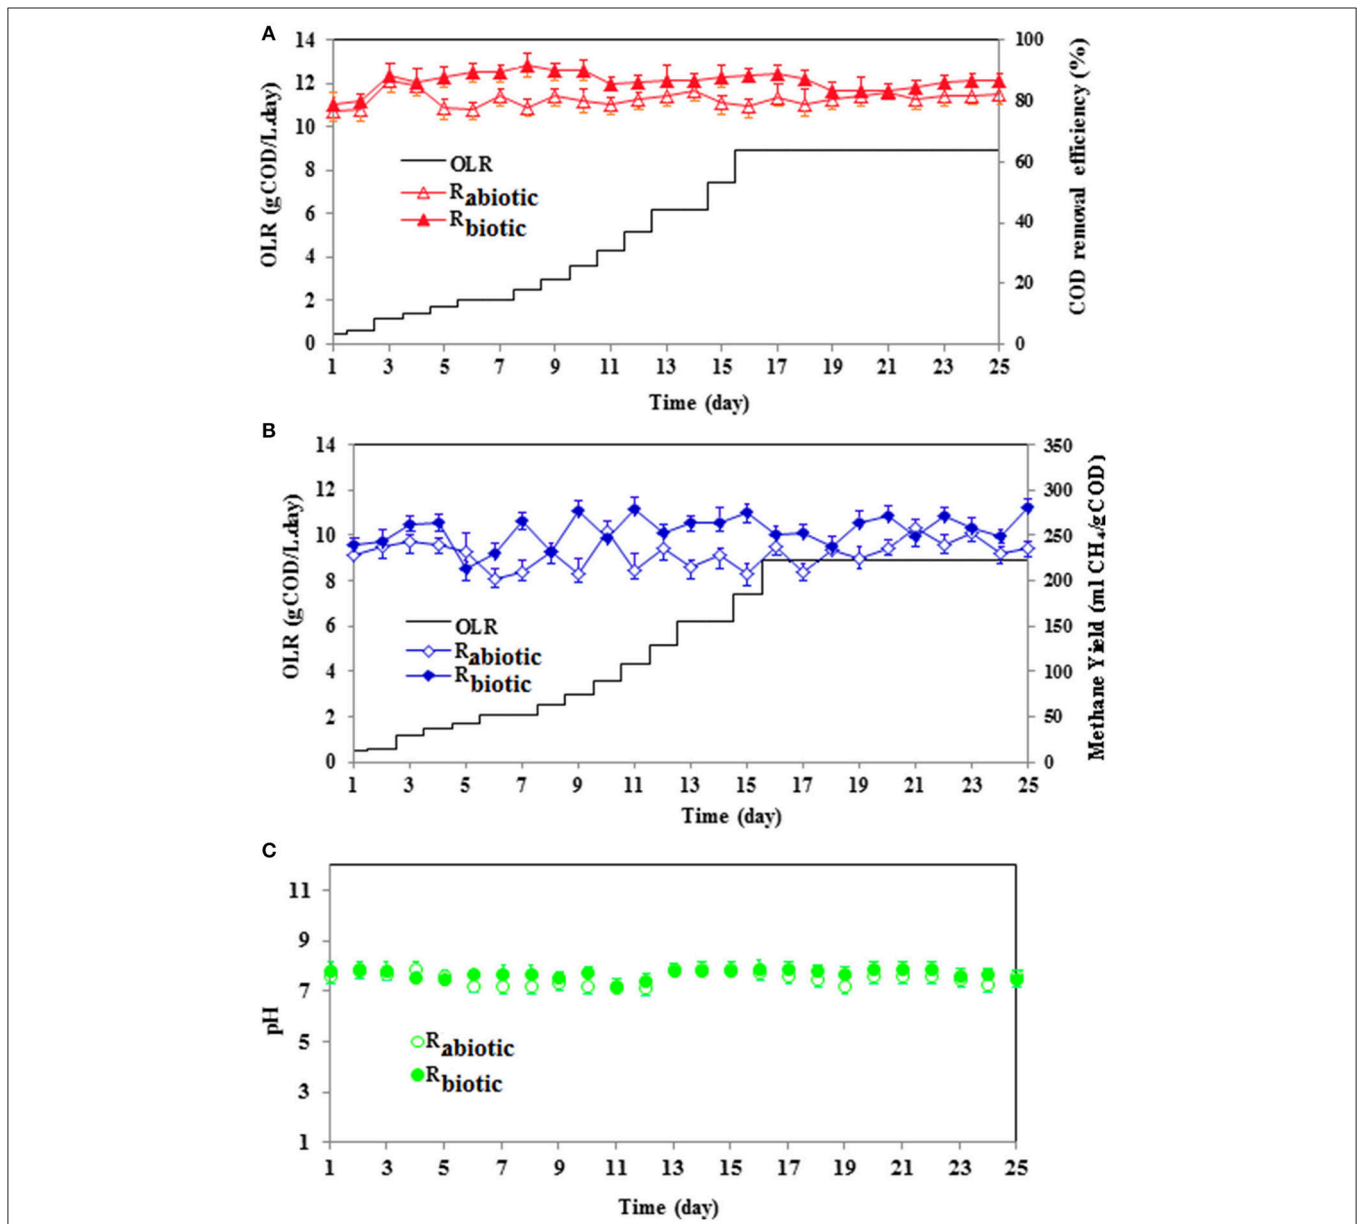 A
14
12
10
8
6
4
2
0
OLR (gCOD/L.day)
100
80
60
40
20
0
COD removal efficiency (%)
OLR
Rabiotic
Rbiotic
1 3 5 7 9 11 13 15 17 19 21 23 25
Time (day)
B
14
12
10
8
6
4
2
0
OLR (gCOD/L.day)
350
300
250
200
150
100
50
0
Methane Yield (ml CH4/gCOD)
OLR
Rabiotic
Rbiotic
1 3 5 7 9 11 13 15 17 19 21 23 25
Time (day)
C
11
9
7
5
3
1
pH
Rabiotic
Rbiotic
1 3 5 7 9 11 13 15 17 19 21 23 25
Time (day)